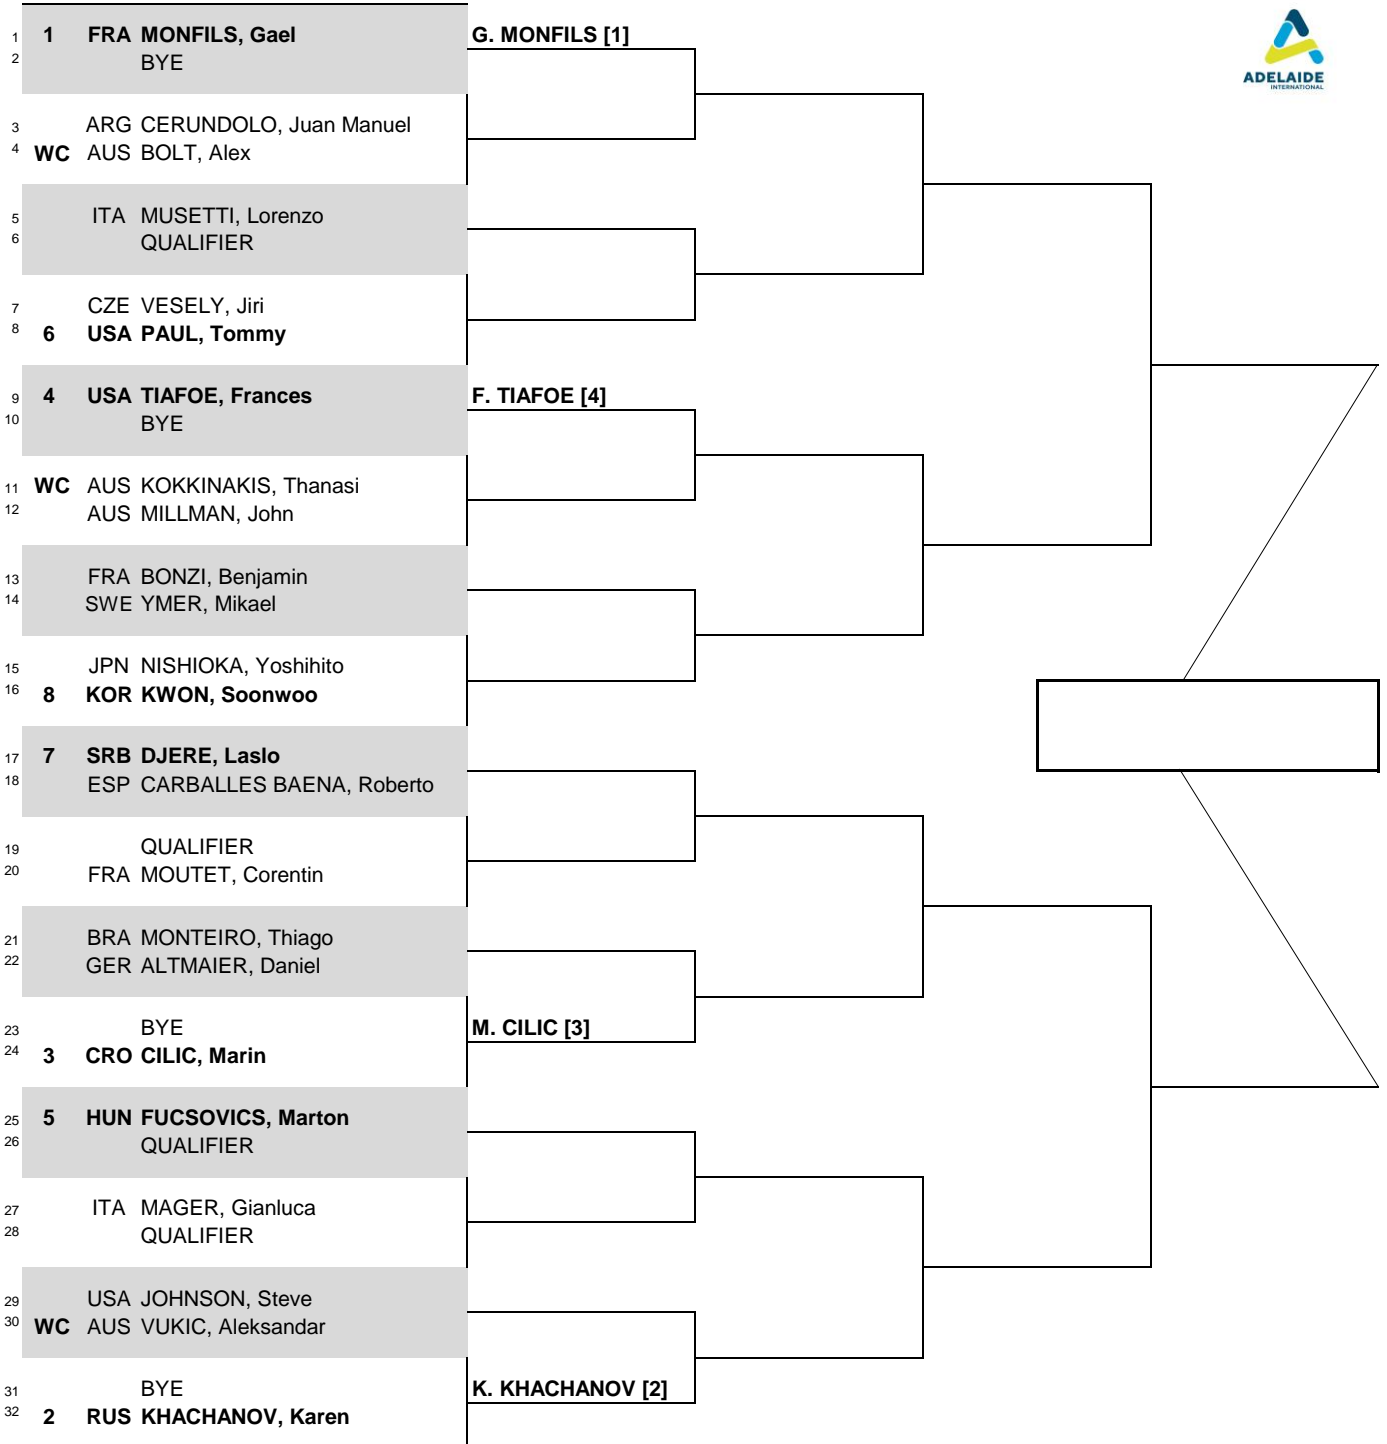 1 1 FRA MONFILS, Gael G. MONFILS [1]
2 BYE
ADELAIDE
INTERNATIONAL
3 ARG CERUNDOLO, Juan Manuel
4 WC AUS BOLT, Alex
5 ITA MUSETTI, Lorenzo
6 QUALIFIER
7 CZE VESELY, Jiri
8 6 USA PAUL, Tommy
9 4 USA TIAFOE, Frances F. TIAFOE [4]
10 BYE
11 WC AUS KOKKINAKIS, Thanasi
12 AUS MILLMAN, John
13 FRA BONZI, Benjamin
14 SWE YMER, Mikael
15 JPN NISHIOKA, Yoshihito
16 8 KOR KWON, Soonwoo
17 7 SRB DJERE, Laslo
18 ESP CARBALLES BAENA, Roberto
19 QUALIFIER
20 FRA MOUTET, Corentin
21 BRA MONTEIRO, Thiago
22 GER ALTMAIER, Daniel
23 BYE M. CILIC [3]
24 3 CRO CILIC, Marin
25 5 HUN FUCSOVICS, Marton
26 QUALIFIER
27 ITA MAGER, Gianluca
28 QUALIFIER
29 USA JOHNSON, Steve
30 WC AUS VUKIC, Aleksandar
31 BYE K. KHACHANOV [2]
32 2 RUS KHACHANOV, Karen